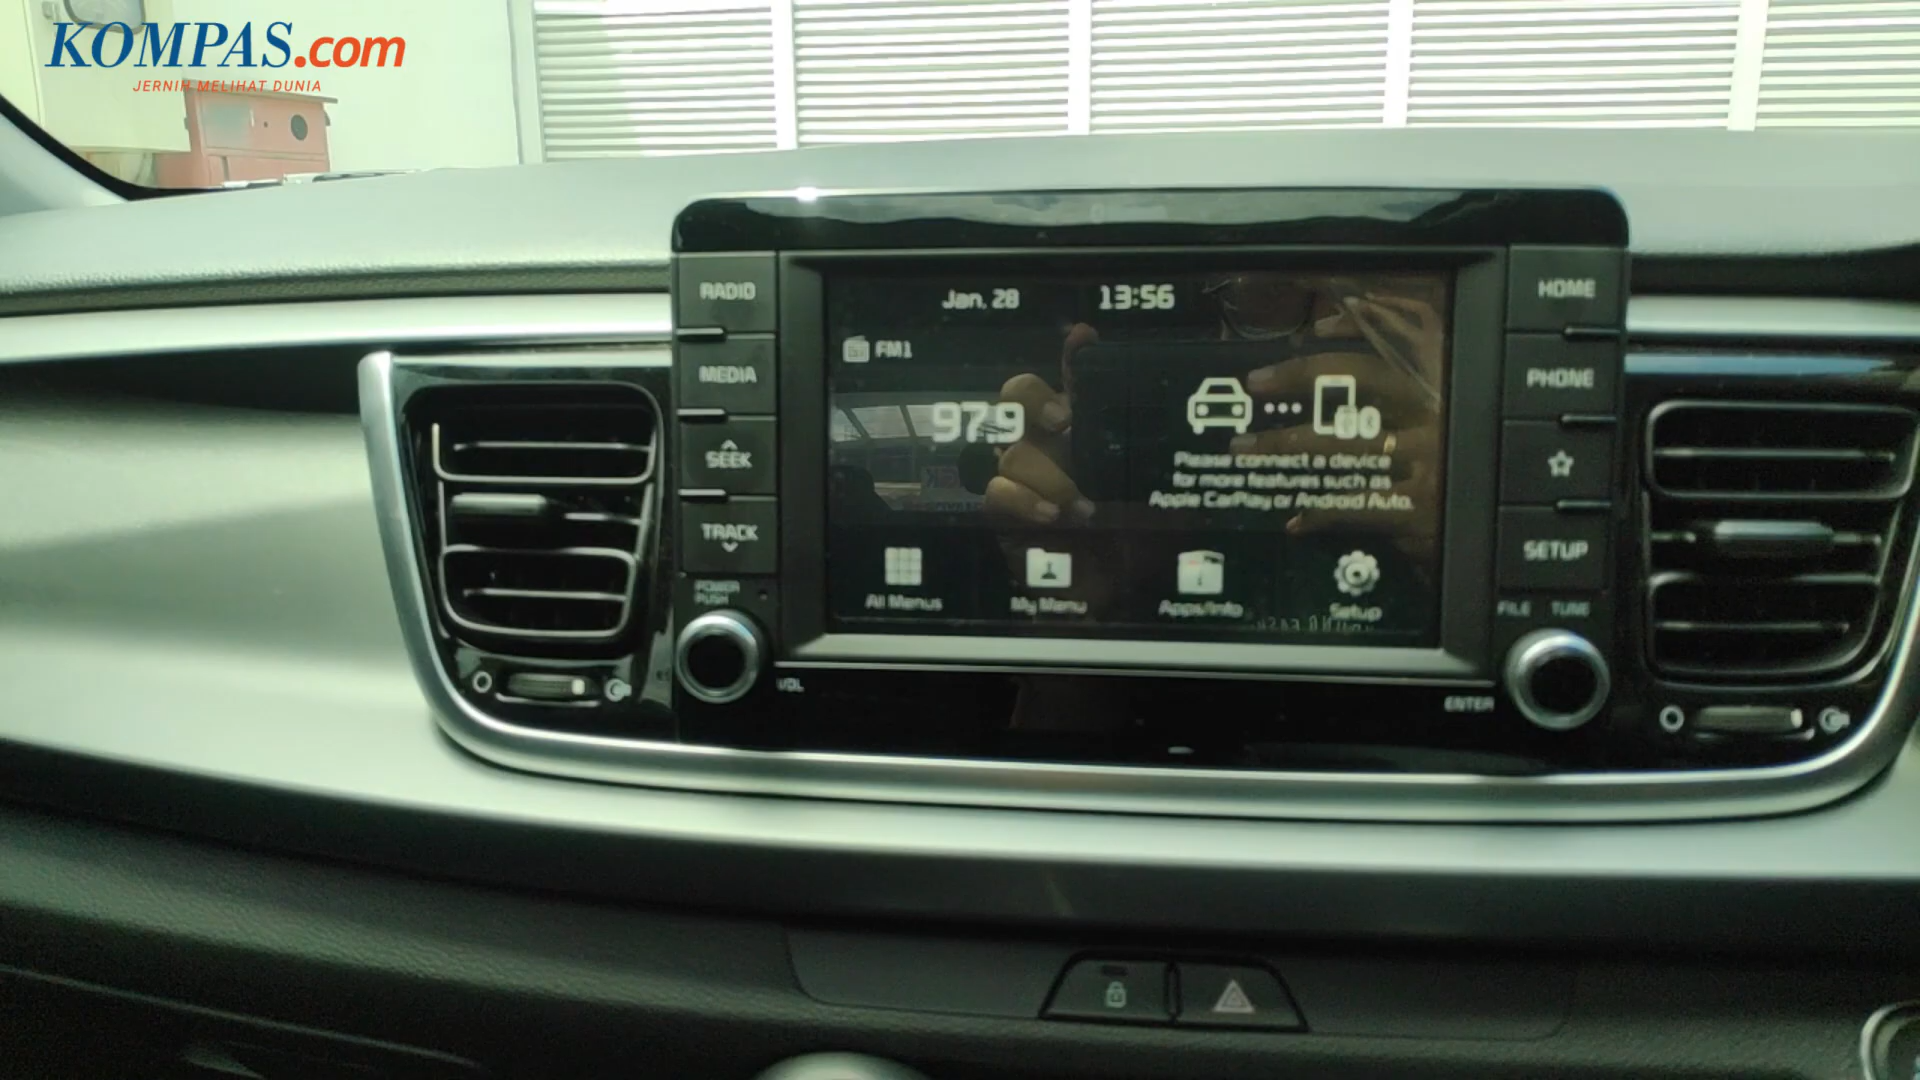 KOMPAS.com
JERNIH MELIHAT DUNIA
RADIO
MEDIA
SEEK
TRACK
POWER
PUSH
VOL
Jan. 28 13:56
FM1
97.9
Please connect a device
for more features such as
Apple CarPlay or Android Auto.
All Menus
My Menu
Apps/Info
Setup
HOME
PHONE
SETUP
FILE TUNE
ENTER